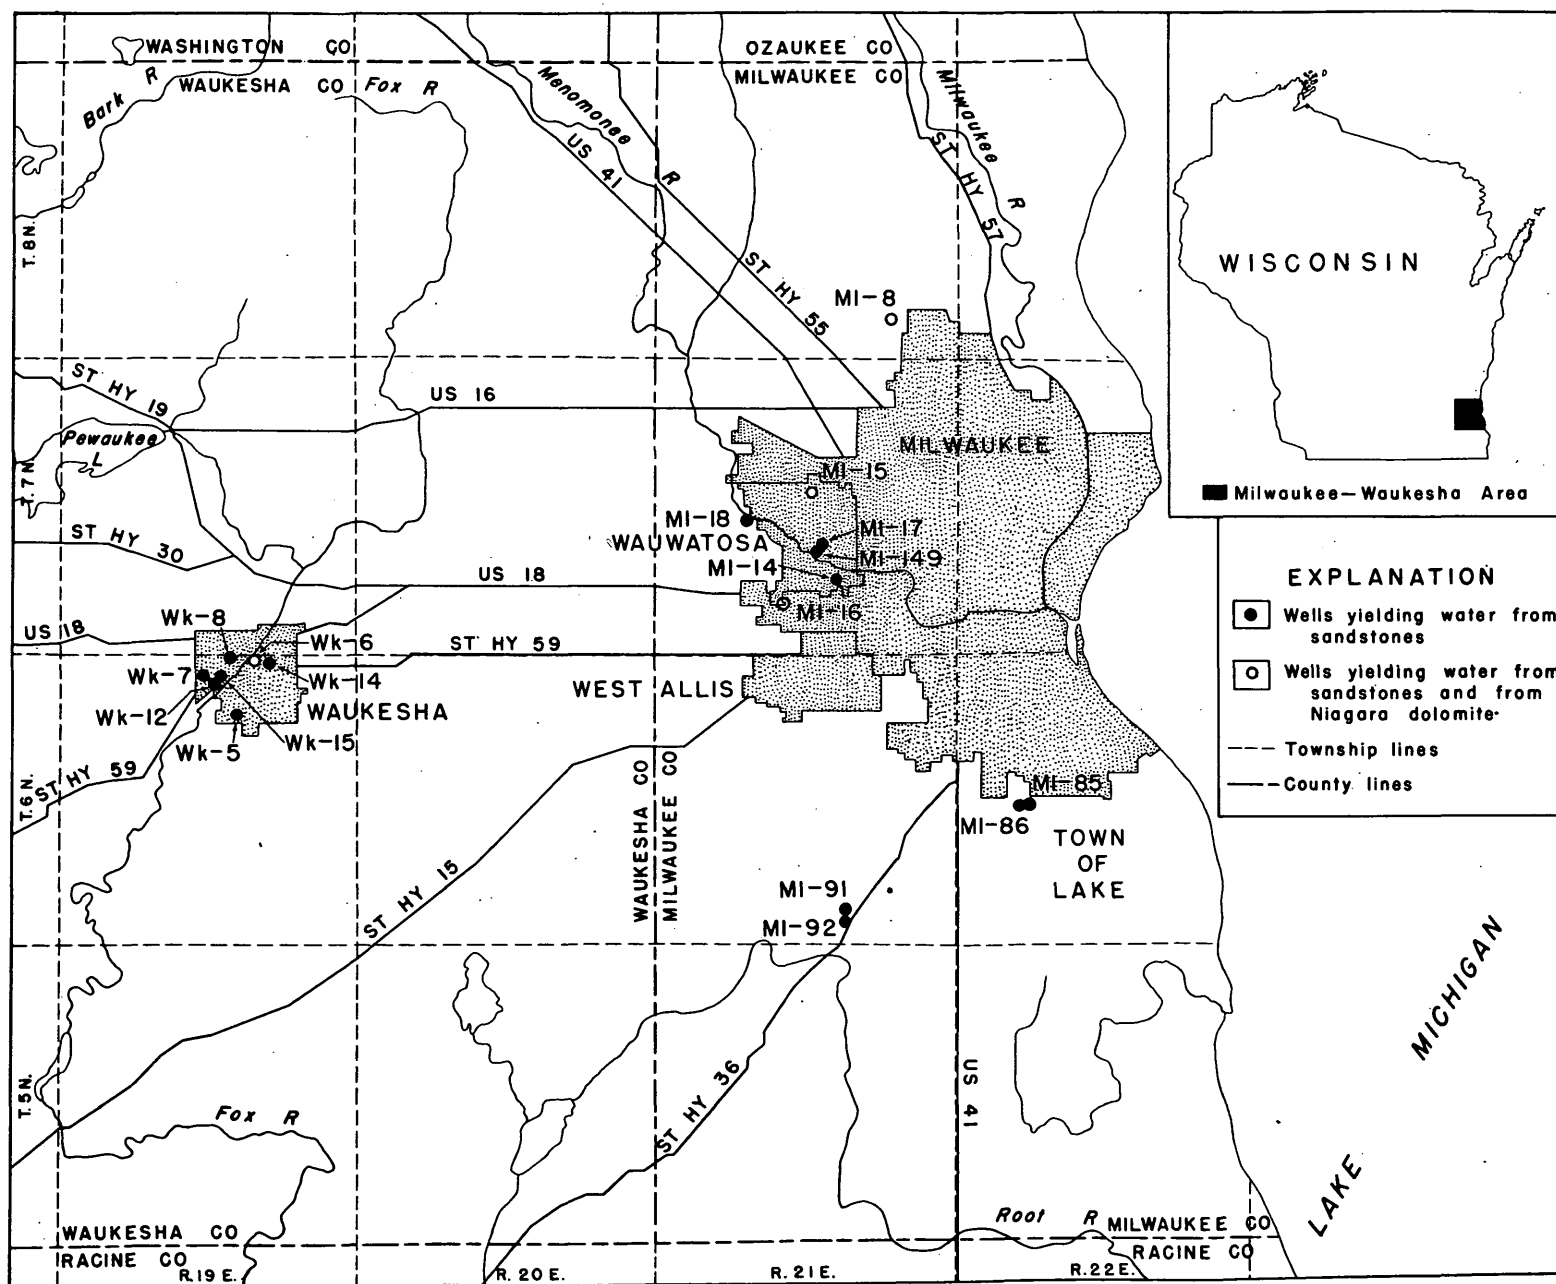 WASHINGTON CO
WAUKESHA CO
OZAUKEE CO
MILWAUKEE CO
Bark R
Fox R
Menomonee R
US 41
ST HY 55
Milwaukee R
ST HY 57
T.8N.
WISCONSIN
Milwaukee—Waukesha Area
MI-8
ST HY 19
US 16
Pewaukee L
T.7N.
MILWAUKEE
MI-15
MI-18
WAUWATOSA
MI-17
MI-149
MI-14
MI-16
ST HY 30
US 18
US 18
ST HY 59
Wk-8
Wk-6
Wk-7
Wk-14
Wk-12
WAUKESHA
Wk-5
Wk-15
WEST ALLIS
ST HY 59
T.6N.
EXPLANATION
Wells yielding water from
sandstones
Wells yielding water from
sandstones and from
Niagara dolomite
Township lines
County lines
WAUKESHA CO
MILWAUKEE CO
MI-85
MI-86
TOWN
OF
LAKE
ST HY 15
MI-91
MI-92
LAKE MICHIGAN
T.5N.
Fox R
ST HY 36
US 41
Root R
WAUKESHA CO
RACINE CO
MILWAUKEE CO
RACINE CO
R.19 E.
R. 20 E.
R. 21 E.
R.22E.